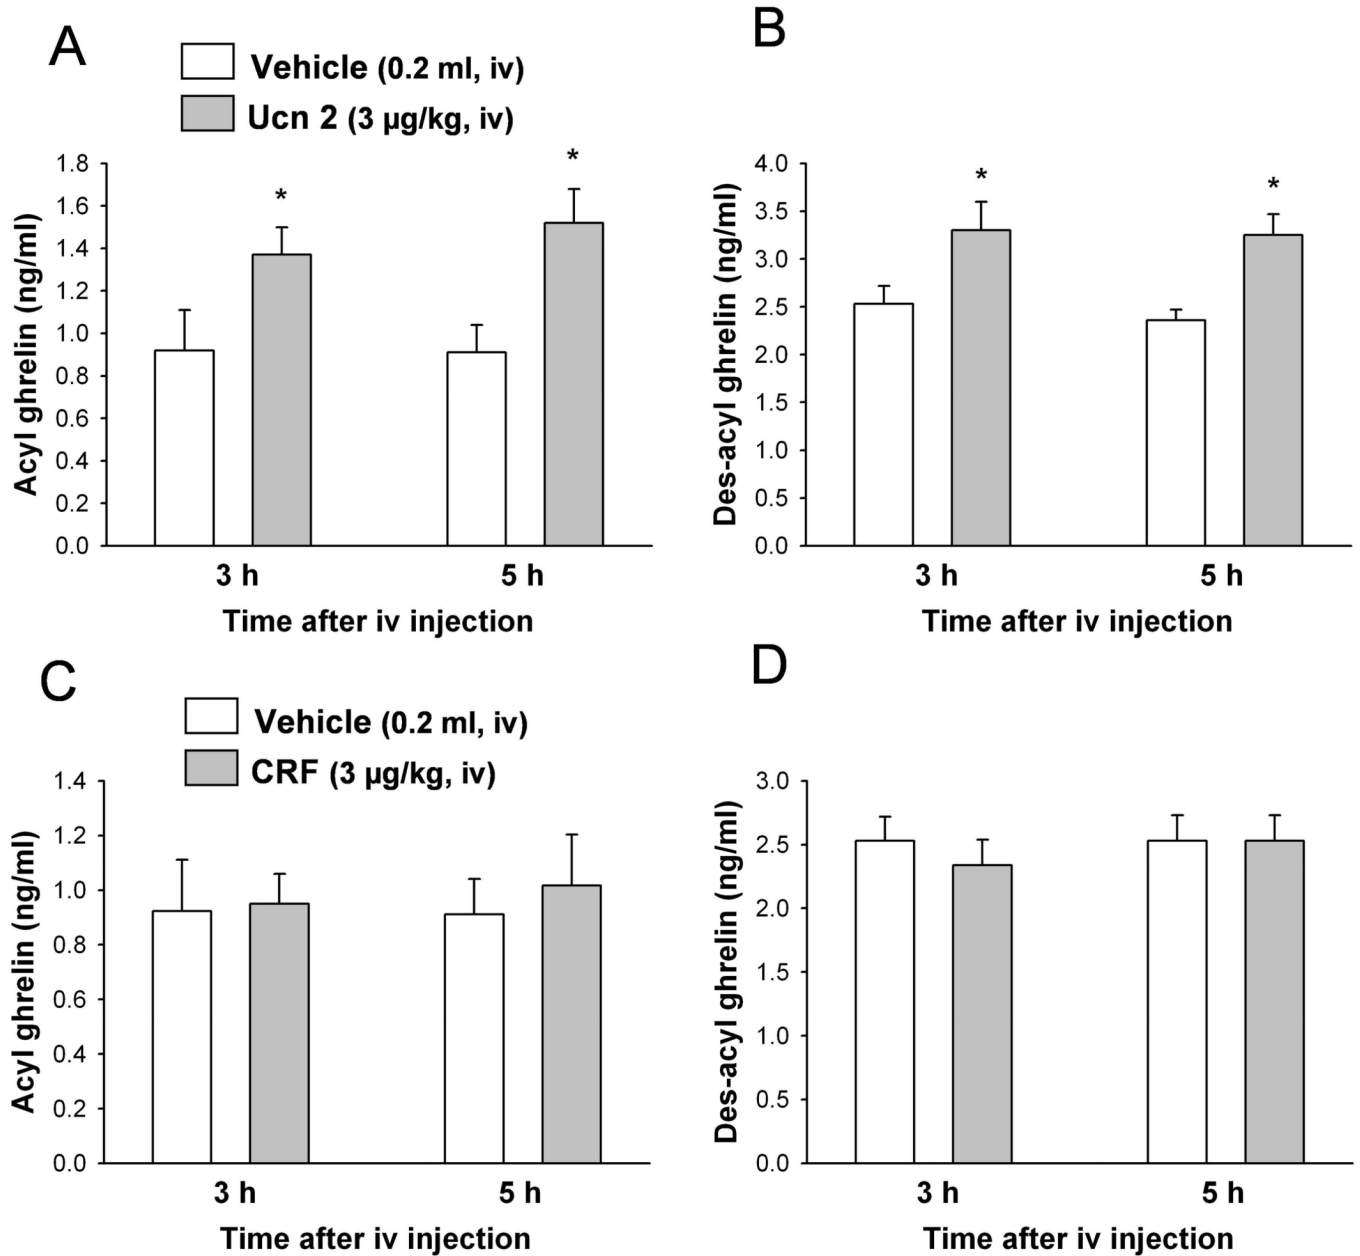 A
Vehicle (0.2 ml, iv)
Ucn 2 (3 µg/kg, iv)
Acyl ghrelin (ng/ml)
1.8
1.6
1.4
1.2
1.0
0.8
0.6
0.4
0.2
0.0
*
*
3 h
5 h
Time after iv injection
B
Des-acyl ghrelin (ng/ml)
4.0
3.5
3.0
2.5
2.0
1.5
1.0
0.5
0.0
*
*
3 h
5 h
Time after iv injection
C
Vehicle (0.2 ml, iv)
CRF (3 µg/kg, iv)
Acyl ghrelin (ng/ml)
1.4
1.2
1.0
0.8
0.6
0.4
0.2
0.0
3 h
5 h
Time after iv injection
D
Des-acyl ghrelin (ng/ml)
3.0
2.5
2.0
1.5
1.0
0.5
0.0
3 h
5 h
Time after iv injection